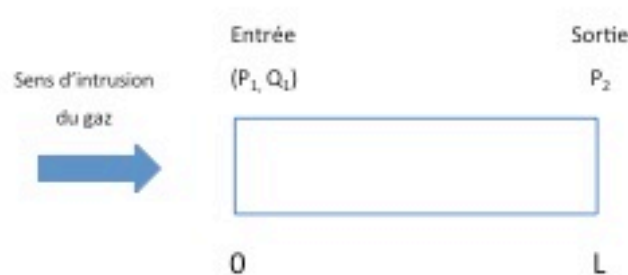 Entrée
Sortie
Sens d'intrusion
du gaz
(P1, Q1)
P2
0
L